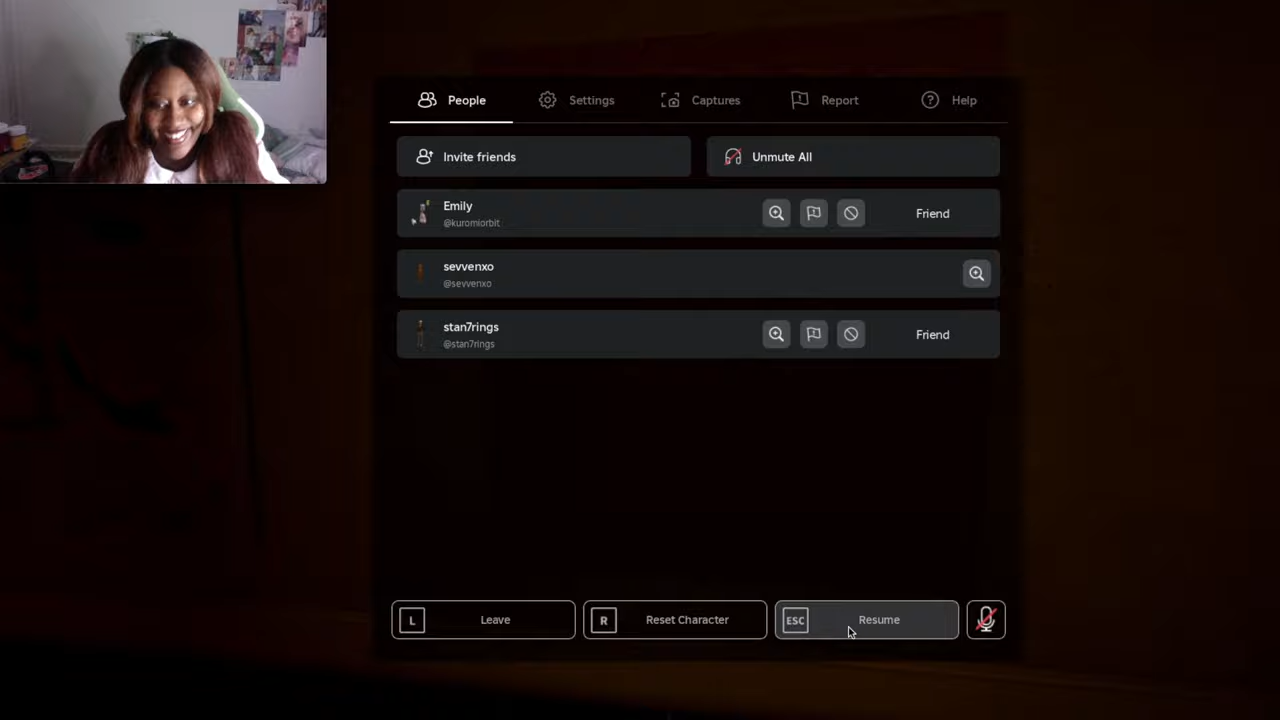 People
Settings
Captures
Report
Help
Invite friends
Unmute All
Emily
@kuromiorbit
Friend
sevvenxo
@sevvenxo
stan7rings
@stan7rings
Friend
L Leave
R Reset Character
ESC Resume